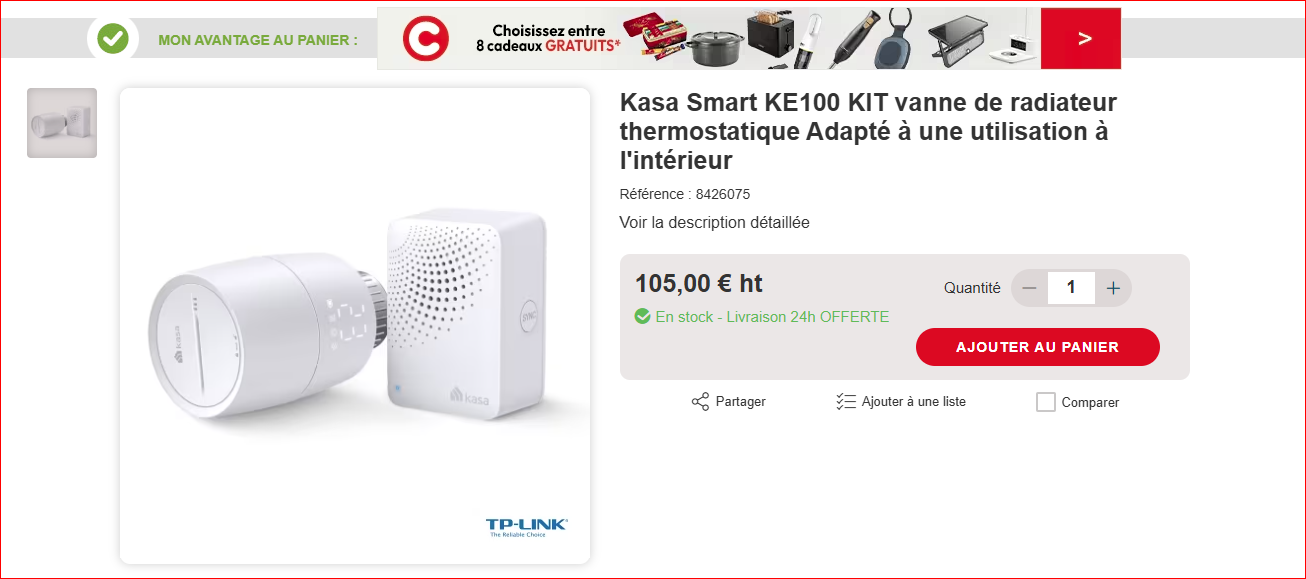 MON AVANTAGE AU PANIER :
Choisissez entre
8 cadeaux GRATUITS*
>
Kasa Smart KE100 KIT vanne de radiateur
thermostatique Adapté à une utilisation à
l'intérieur
Référence : 8426075
Voir la description détaillée
105,00 € ht
Quantité
— 1 +
En stock - Livraison 24h OFFERTE
AJOUTER AU PANIER
Partager
Ajouter à une liste
Comparer
kasa
SYNC
kasa
TP-LINK
The Reliable Choice